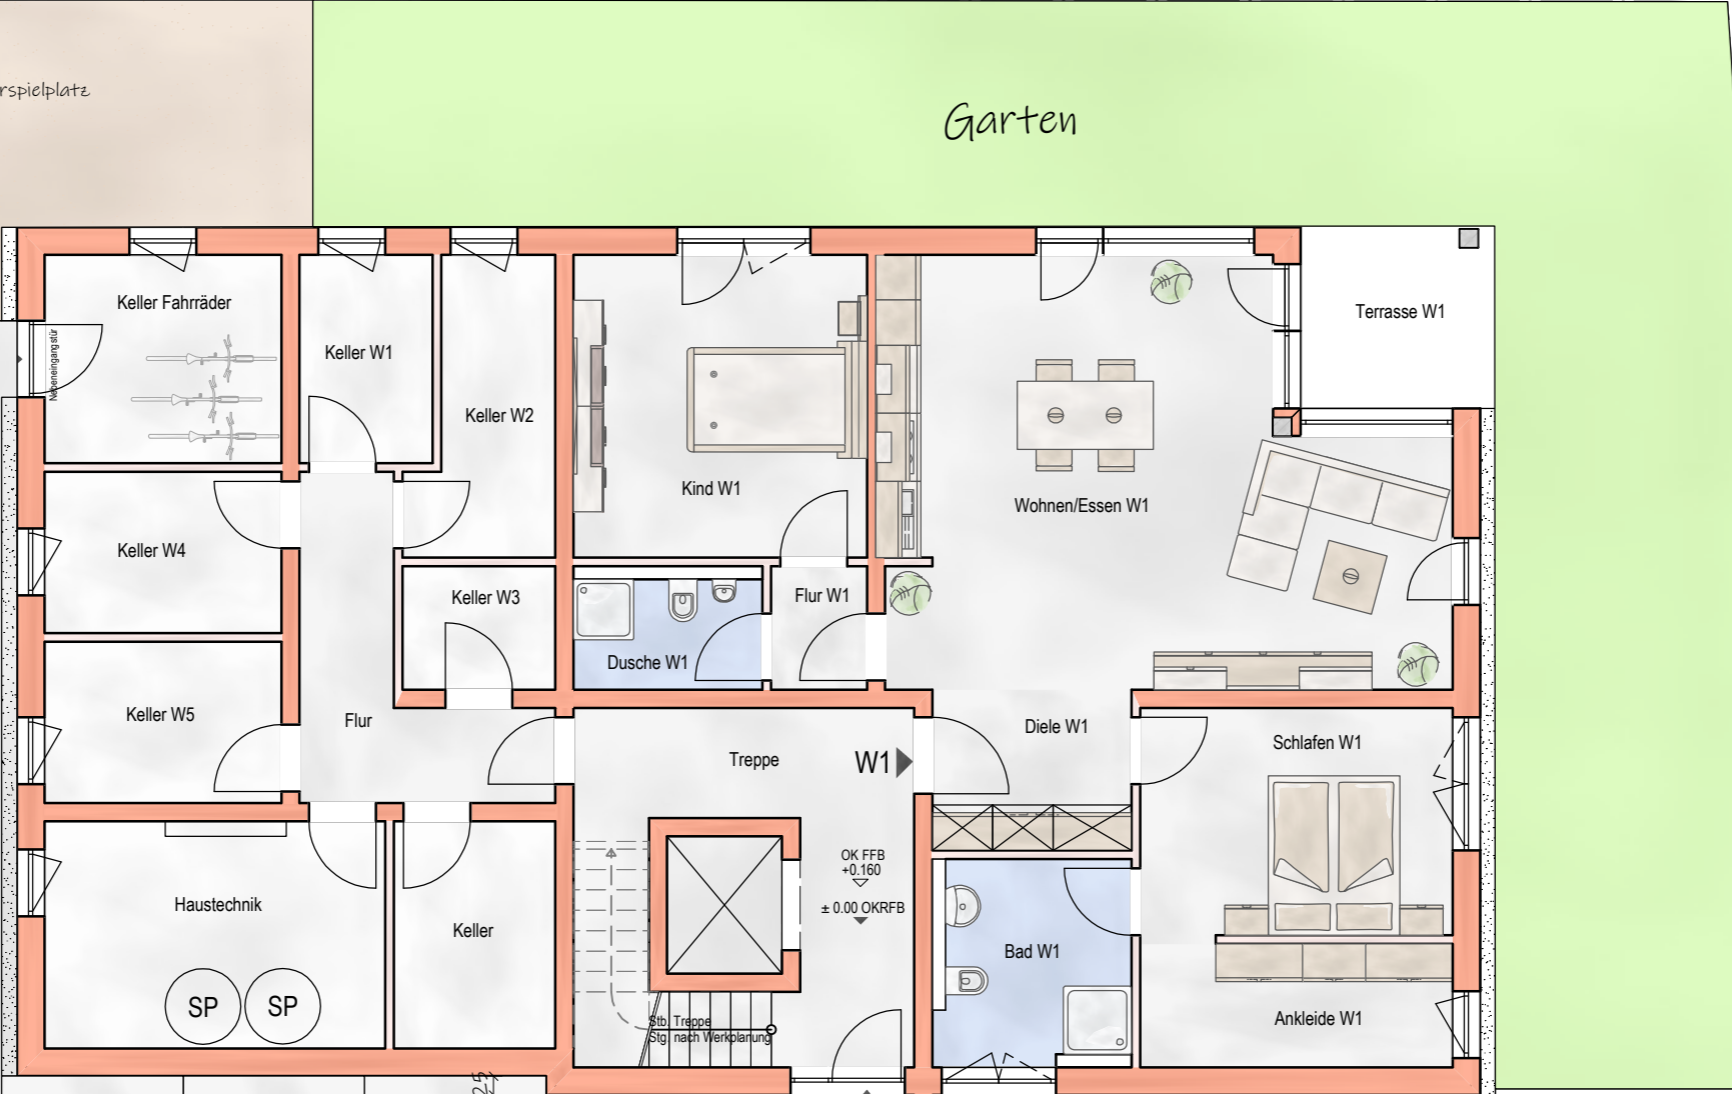 rspielplatz
Garten
Keller Fahrräder
Nebeneingangstür
Keller W1
Keller W2
Kind W1
Wohnen/Essen W1
Terrasse W1
Keller W4
Keller W3
Flur W1
Dusche W1
Keller W5
Flur
Treppe
W1
Diele W1
Schlafen W1
Haustechnik
SP
SP
Keller
OK FFB
+0.160
± 0.00 OKRFB
Stb. Treppe
Stg. nach Werkplanung
Bad W1
Ankleide W1
25